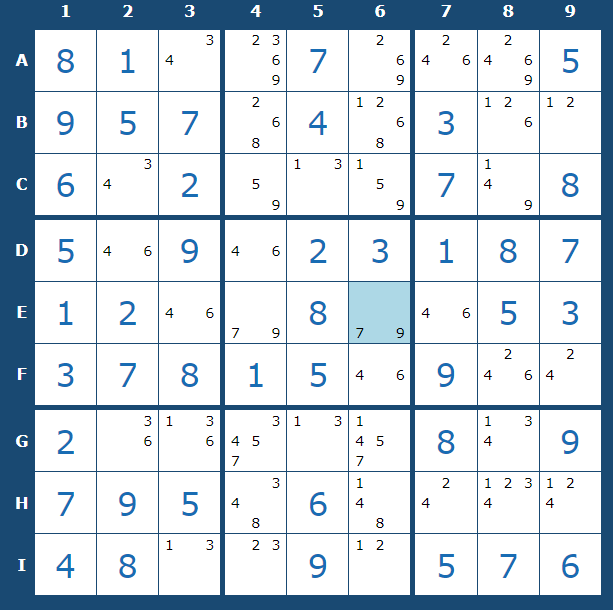 1 2 3 4 5 6 7 8 9
3 2 3 2 2 2
A 8 1 4 6 7 6 4 6 4 6 5
9 9 9
2 1 2 1 2 1 2
B 9 5 7 6 4 6 3 6
8 8
3 1 3 1 1
C 6 4 2 5 5 7 4 8
9 9 9
D 5 4 6 9 4 6 2 3 1 8 7
E 1 2 4 6 8 4 6 5 3
7 9 7 9
2 2
F 3 7 8 1 5 4 6 9 4 6 4
3 1 3 3 1 3 1 1 3
G 2 6 6 4 5 4 5 8 4 9
7 7
3 1 2 1 2 3 1 2
H 7 9 5 4 6 4 4 4 4
8 8
1 3 2 3 1 2
I 4 8 9 5 7 6